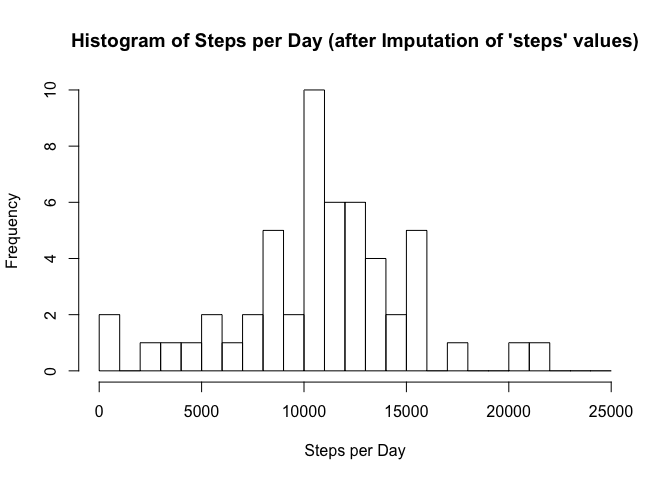 Histogram of Steps per Day (after Imputation of 'steps' values)
Frequency
10
8
6
4
2
0
0 5000 10000 15000 20000 25000
Steps per Day